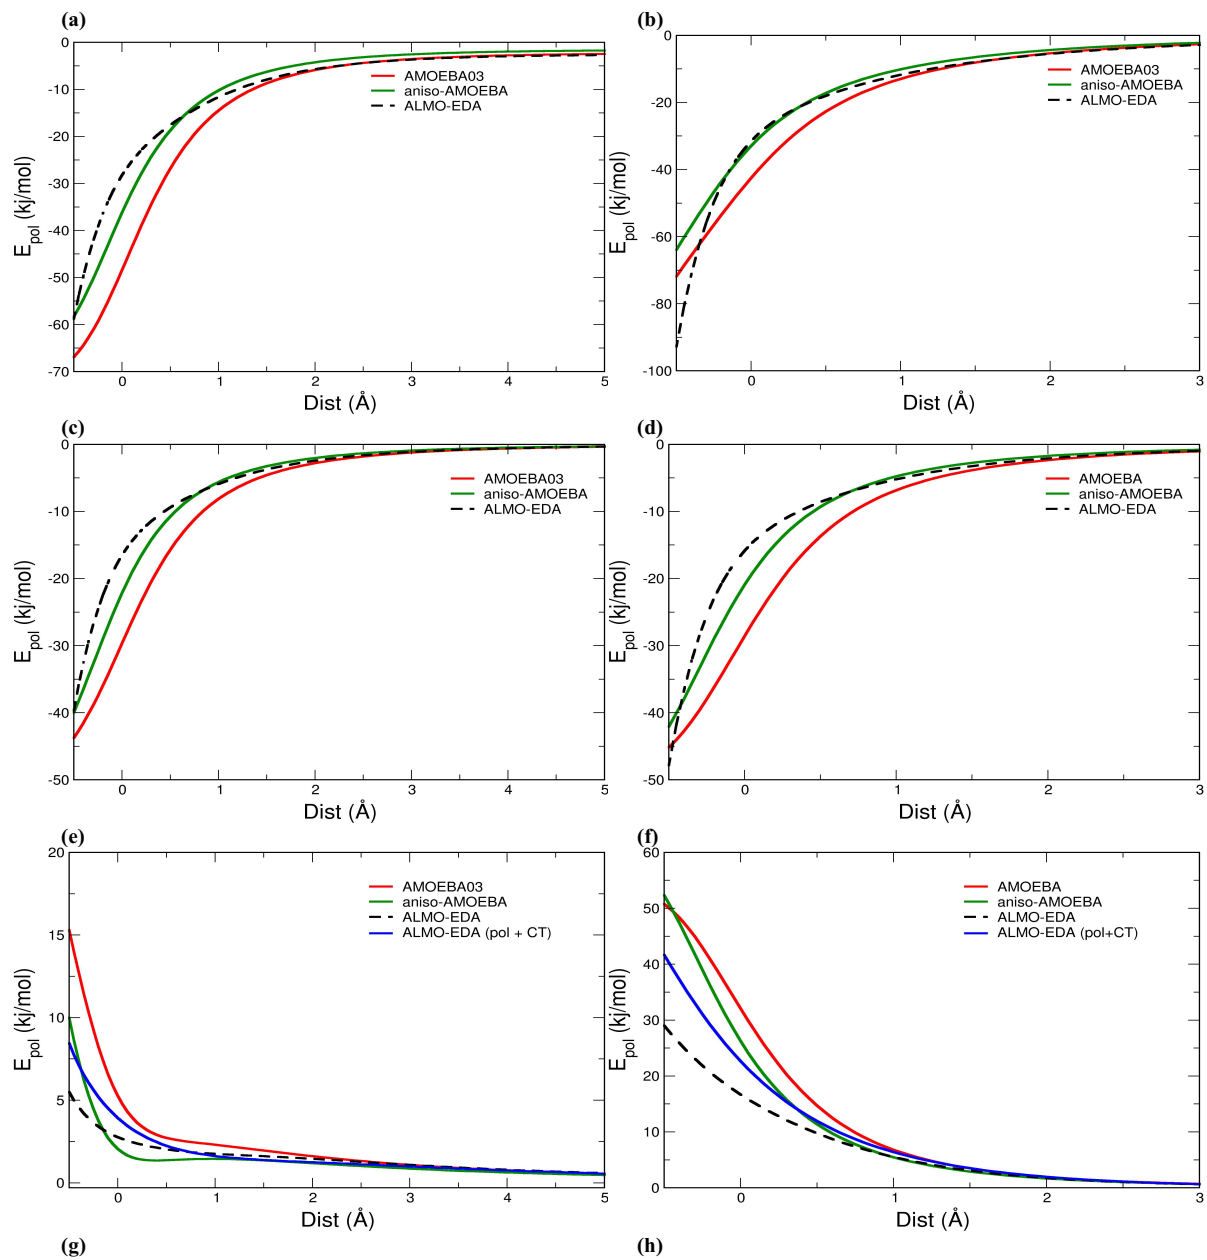 (a)
0
-10
-20
-30
-40
-50
-60
-70
E_pol (kj/mol)
AMOEBA03
aniso-AMOEBA
ALMO-EDA
0 1 2 3 4 5
Dist (Å)
(b)
0
-20
-40
-60
-80
-100
E_pol (kj/mol)
AMOEBA03
aniso-AMOEBA
ALMO-EDA
0 1 2 3
Dist (Å)
(c)
0
-10
-20
-30
-40
-50
E_pol (kj/mol)
AMOEBA03
aniso-AMOEBA
ALMO-EDA
0 1 2 3 4 5
Dist (Å)
(d)
0
-10
-20
-30
-40
-50
E_pol (kj/mol)
AMOEBA
aniso-AMOEBA
ALMO-EDA
0 1 2 3
Dist (Å)
(e)
20
15
10
5
0
E_pol (kj/mol)
AMOEBA03
aniso-AMOEBA
ALMO-EDA
ALMO-EDA (pol + CT)
0 1 2 3 4 5
Dist (Å)
(f)
60
50
40
30
20
10
0
E_pol (kj/mol)
AMOEBA
aniso-AMOEBA
ALMO-EDA
ALMO-EDA (pol+CT)
0 1 2 3
Dist (Å)
(g)
(h)